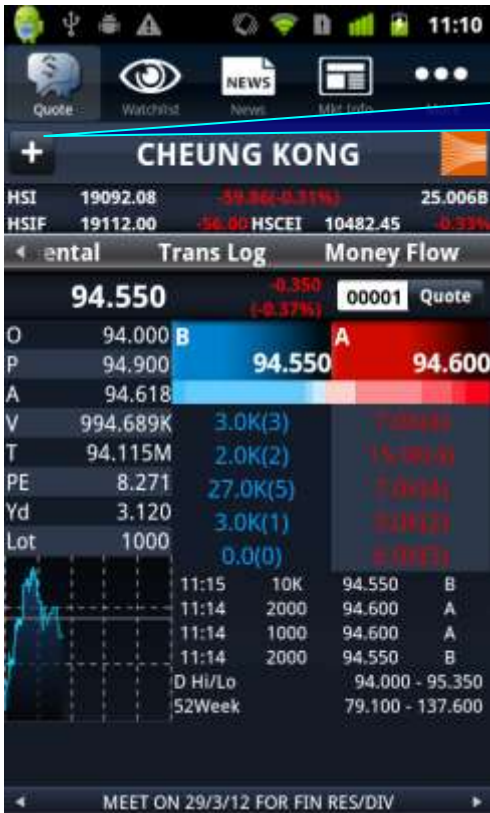 11:10
Quote Watchlist NEWS News Mkt Info
+ CHEUNG KONG
HSI 19092.08 -59.86(-0.31%) 25.006B
HSIF 19112.00 -56.00 HSCEI 10482.45 -0.33%
ental Trans Log Money Flow
94.550 -0.350 (-0.37%) 00001 Quote
O 94.000 B A
P 94.900 94.550 94.600
A 94.618
V 994.689K 3.0K(3)
T 94.115M 2.0K(2)
PE 8.271 27.0K(5)
Yd 3.120 3.0K(1)
Lot 1000 0.0(0)
11:15 10K 94.550 B
11:14 2000 94.600 A
11:14 1000 94.600 A
11:14 2000 94.550 B
D Hi/Lo 94.000 - 95.350
52Week 79.100 - 137.600
MEET ON 29/3/12 FOR FIN RES/DIV